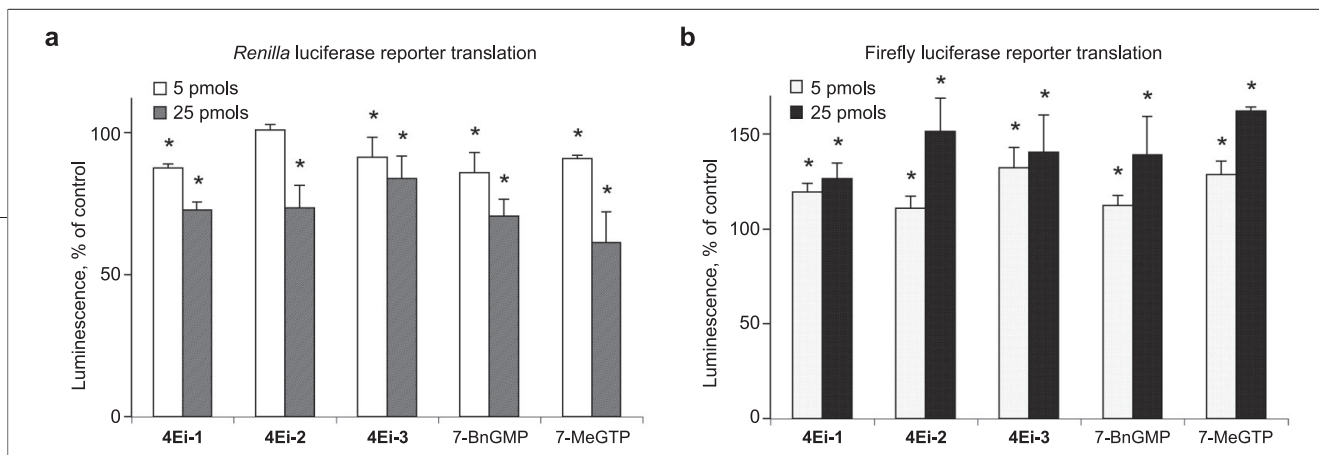 a
Renilla luciferase reporter translation
5 pmols
25 pmols
Luminescence, % of control
100
50
0
* * * * * * * * *
4Ei-1 4Ei-2 4Ei-3 7-BnGMP 7-MeGTP
b
Firefly luciferase reporter translation
5 pmols
25 pmols
Luminescence, % of control
150
100
50
0
* * * * * * * * * *
4Ei-1 4Ei-2 4Ei-3 7-BnGMP 7-MeGTP